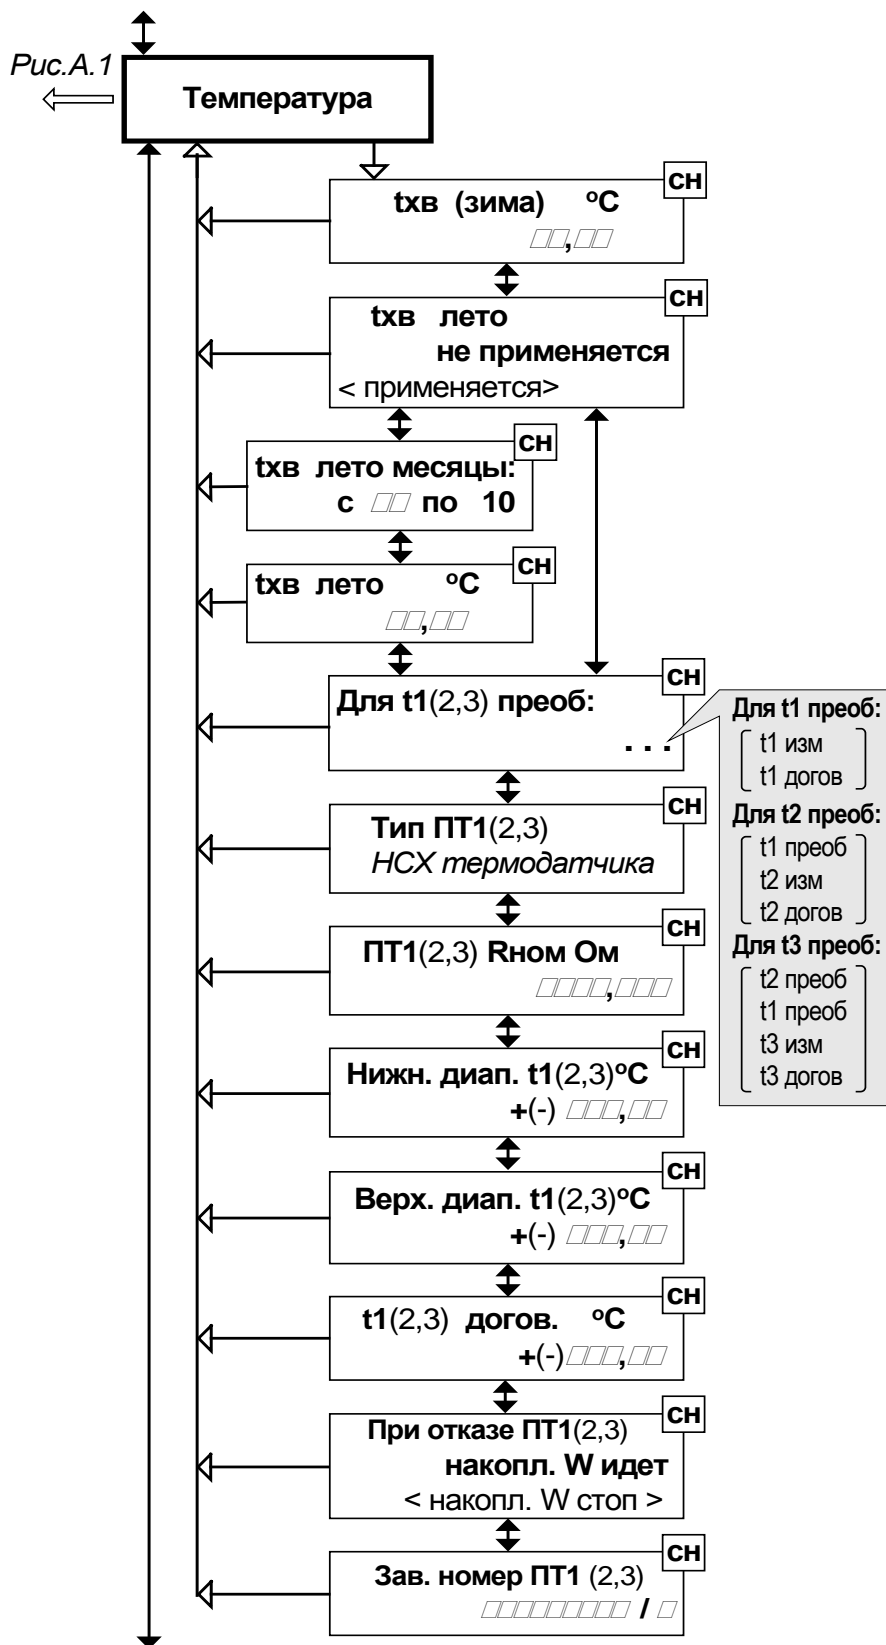 Рис.А.1
Температура
СН
tхв (зима) °С
□□,□□
СН
tхв лето
не применяется
< применяется>
СН
tхв лето месяцы:
с □□ по 10
СН
tхв лето °С
□□,□□
СН
Для t1(2,3) преоб:
. . .
Для t1 преоб:
t1 изм
t1 догов
Для t2 преоб:
t1 преоб
t2 изм
t2 догов
Для t3 преоб:
t2 преоб
t1 преоб
t3 изм
t3 догов
СН
Тип ПТ1(2,3)
НСХ термодатчика
СН
ПТ1(2,3) Rном Ом
□□□□,□□□
СН
Нижн. диап. t1(2,3)°С
+(-) □□□,□□
СН
Верх. диап. t1(2,3)°С
+(-) □□□,□□
СН
t1(2,3) догов. °С
+(-)□□□,□□
СН
При отказе ПТ1(2,3)
накопл. W идет
< накопл. W стоп >
СН
Зав. номер ПТ1 (2,3)
□□□□□□□□□ / □